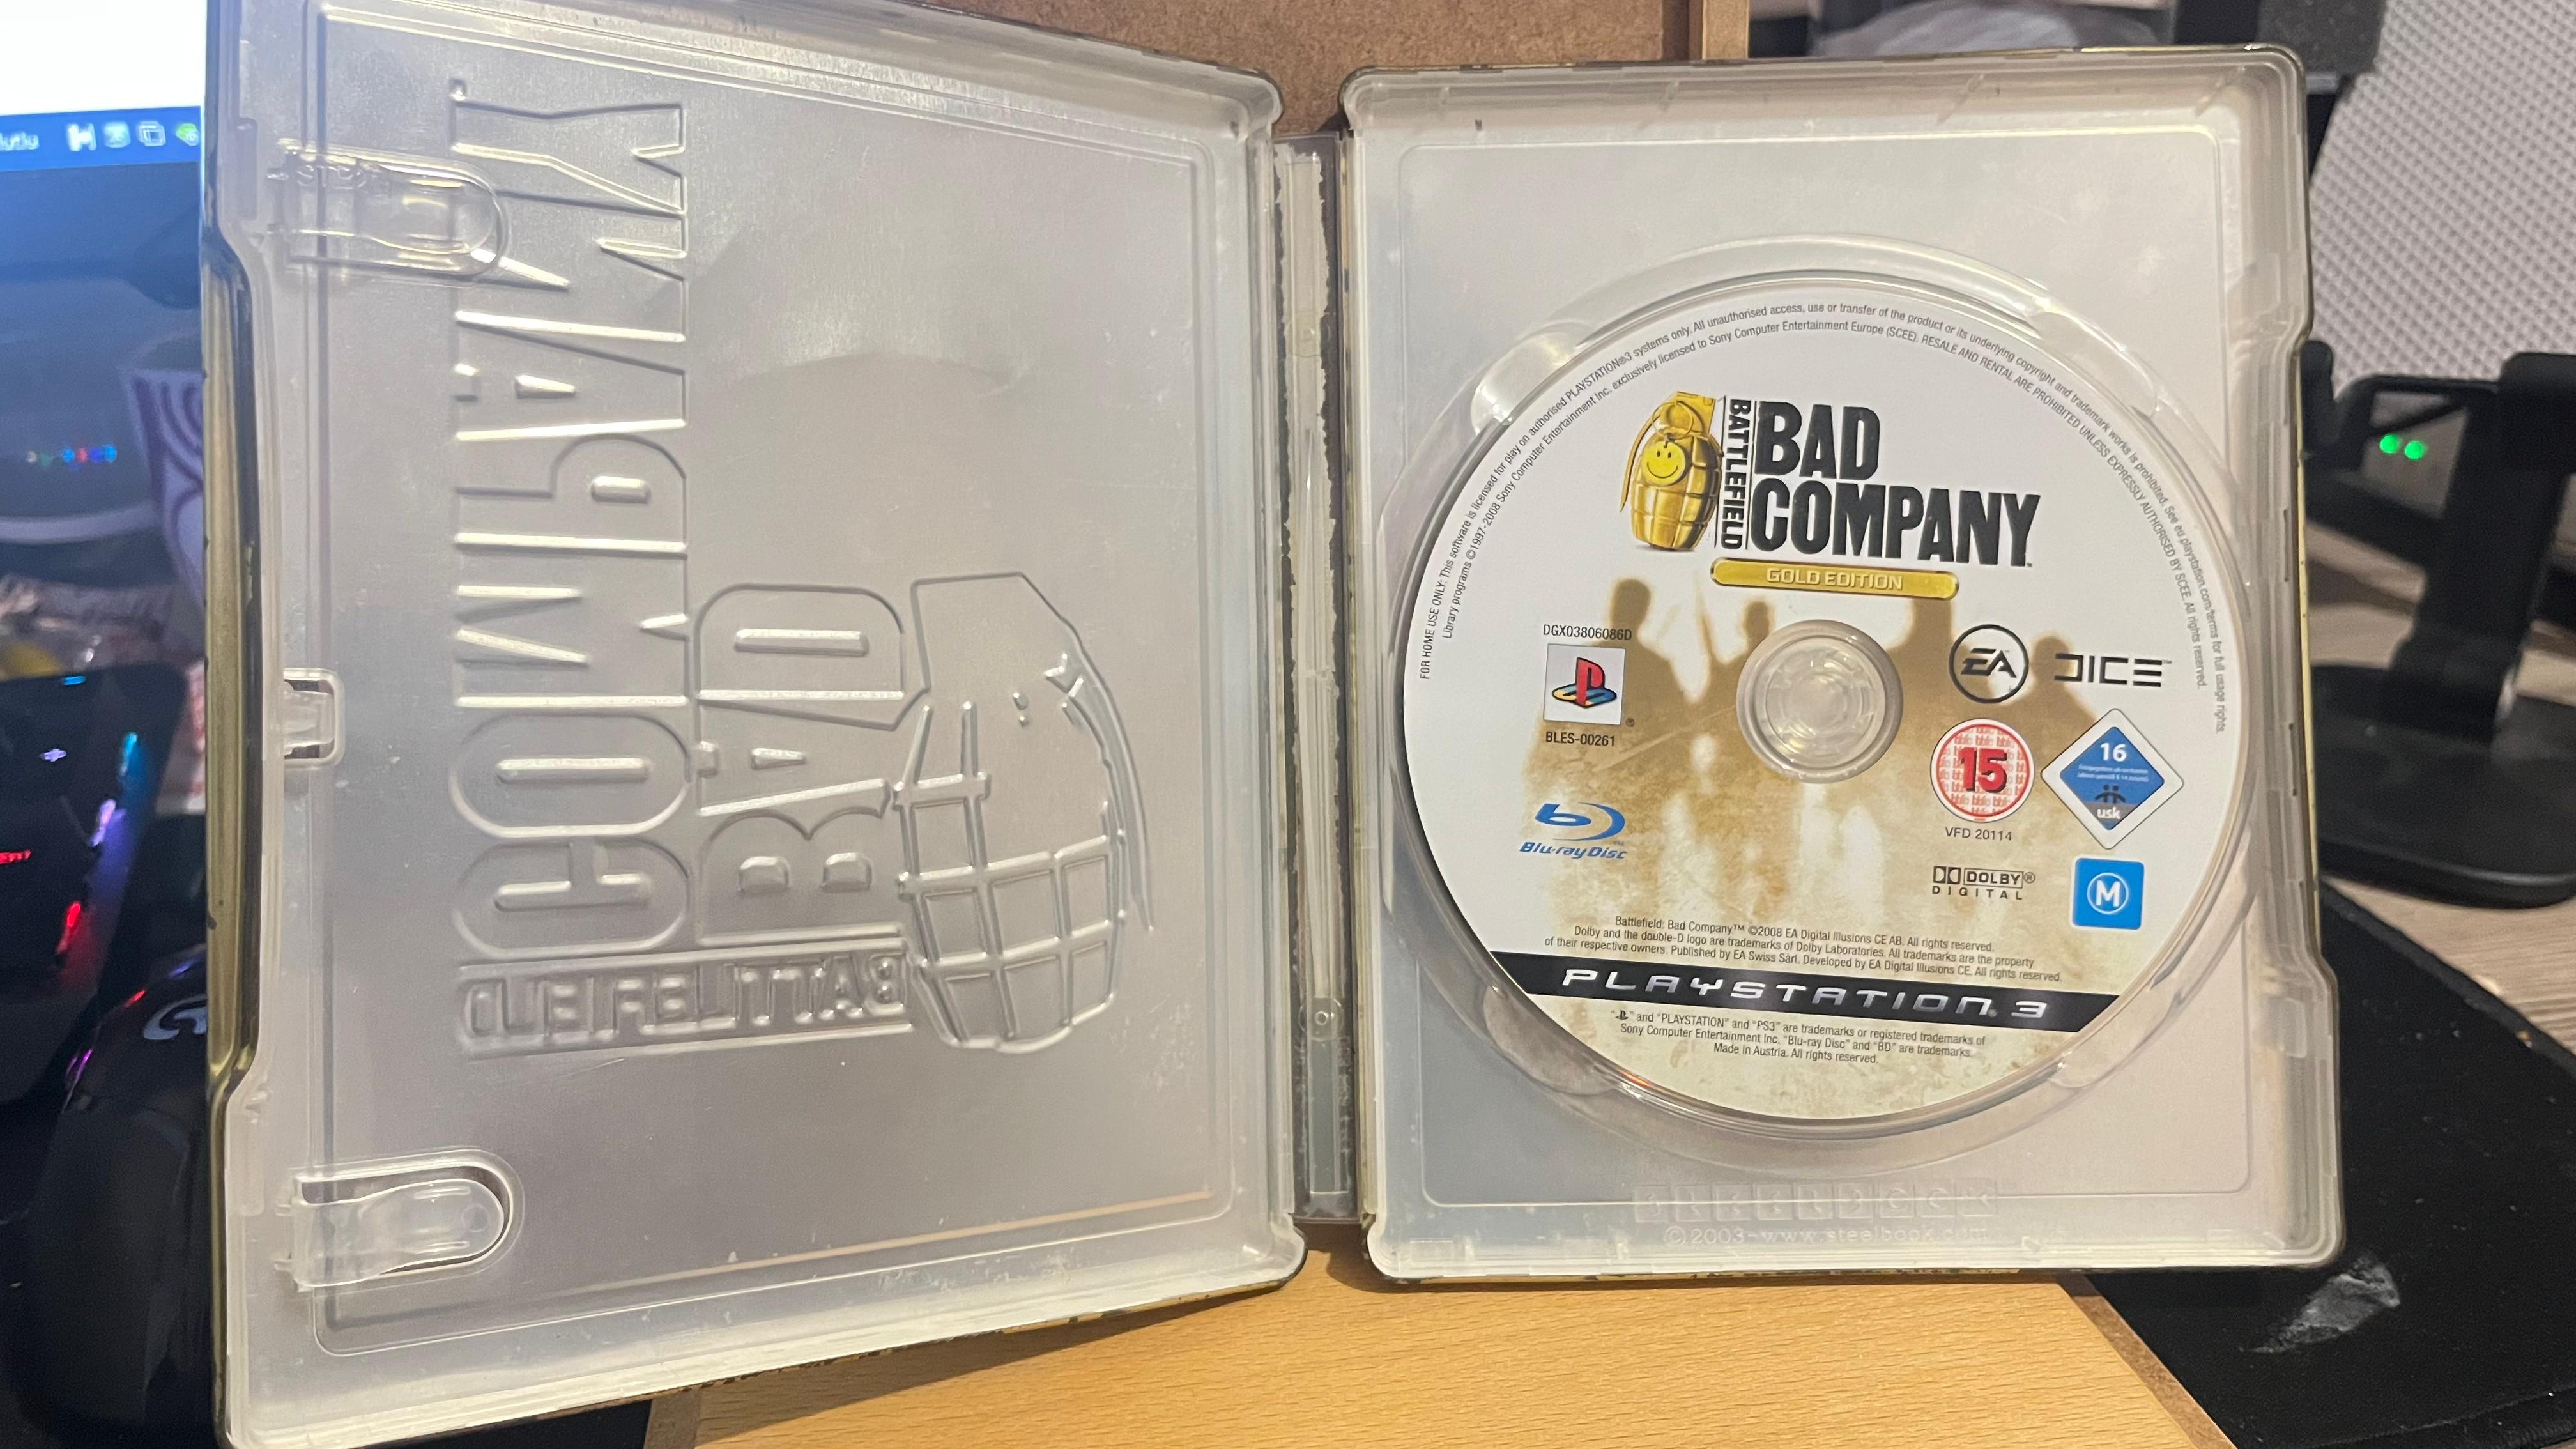 COMPANY
BAD
BATTLEFIELD
FOR HOME USE ONLY: This software is licensed for play on authorised PLAYSTATION®3 systems only. All unauthorised access, use or transfer of the product or its underlying copyright and trademark works is prohibited. See eu.playstation.com/terms for full usage rights.
Library programs ©1997-2008 Sony Computer Entertainment Inc. exclusively licensed to Sony Computer Entertainment Europe (SCEE). RESALE AND RENTAL ARE PROHIBITED UNLESS EXPRESSLY AUTHORISED BY SCEE. All rights reserved.
BATTLEFIELD
BAD
COMPANY™
GOLD EDITION
DGX03806086D
BLES-00261
EA
DICE™
15
VFD 20114
16
usk
Blu-ray Disc™
DOLBY®
DIGITAL
M
Battlefield: Bad Company™ ©2008 EA Digital Illusions CE AB. All rights reserved.
Dolby and the double-D logo are trademarks of Dolby Laboratories. All trademarks are the property
of their respective owners. Published by EA Swiss Sàrl. Developed by EA Digital Illusions CE. All rights reserved.
PLAYSTATION® 3
" " and "PLAYSTATION" and "PS3" are trademarks or registered trademarks of
Sony Computer Entertainment Inc. "Blu-ray Disc" and "BD" are trademarks.
Made in Austria. All rights reserved.
STEELBOOK
©2003-www.steelbook.com